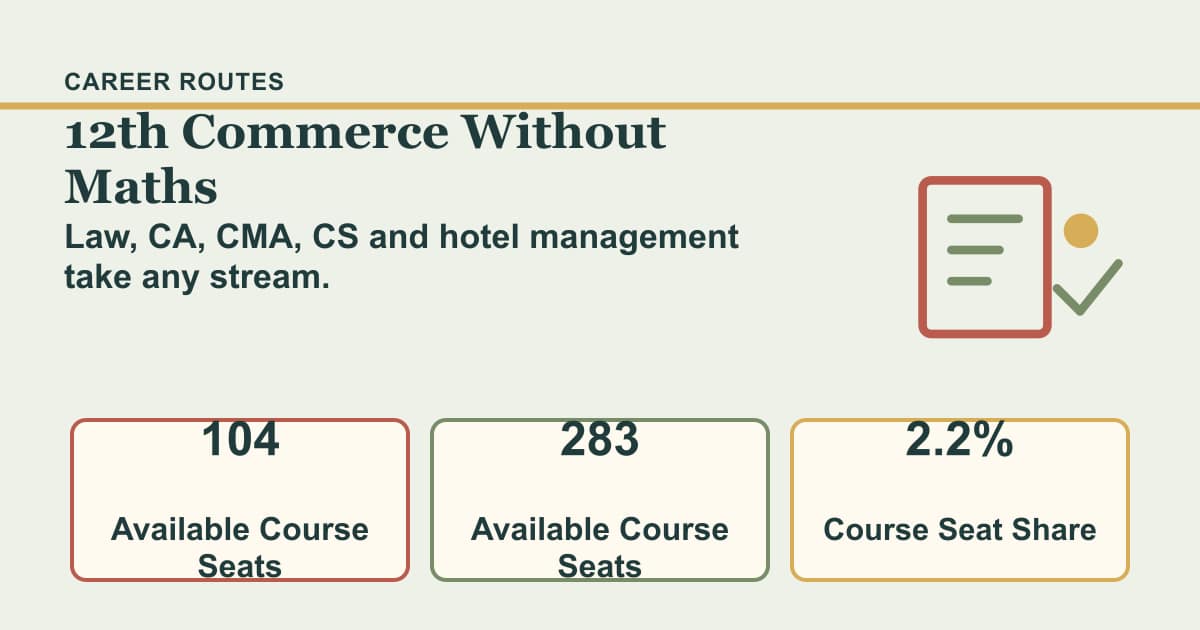 CAREER ROUTES
12th Commerce Without
Maths
Law, CA, CMA, CS and hotel management
take any stream.
104
Available Course
Seats
283
Available Course
Seats
2.2%
Course Seat Share